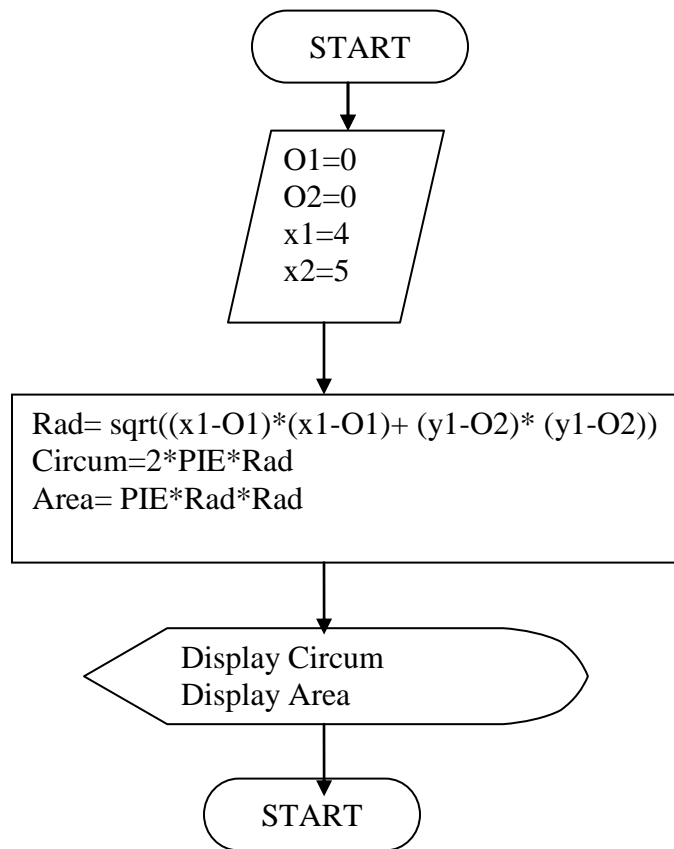 START
O1=0
O2=0
x1=4
x2=5
Rad= sqrt((x1-O1)*(x1-O1)+ (y1-O2)* (y1-O2))
Circum=2*PIE*Rad
Area= PIE*Rad*Rad
Display Circum
Display Area
START